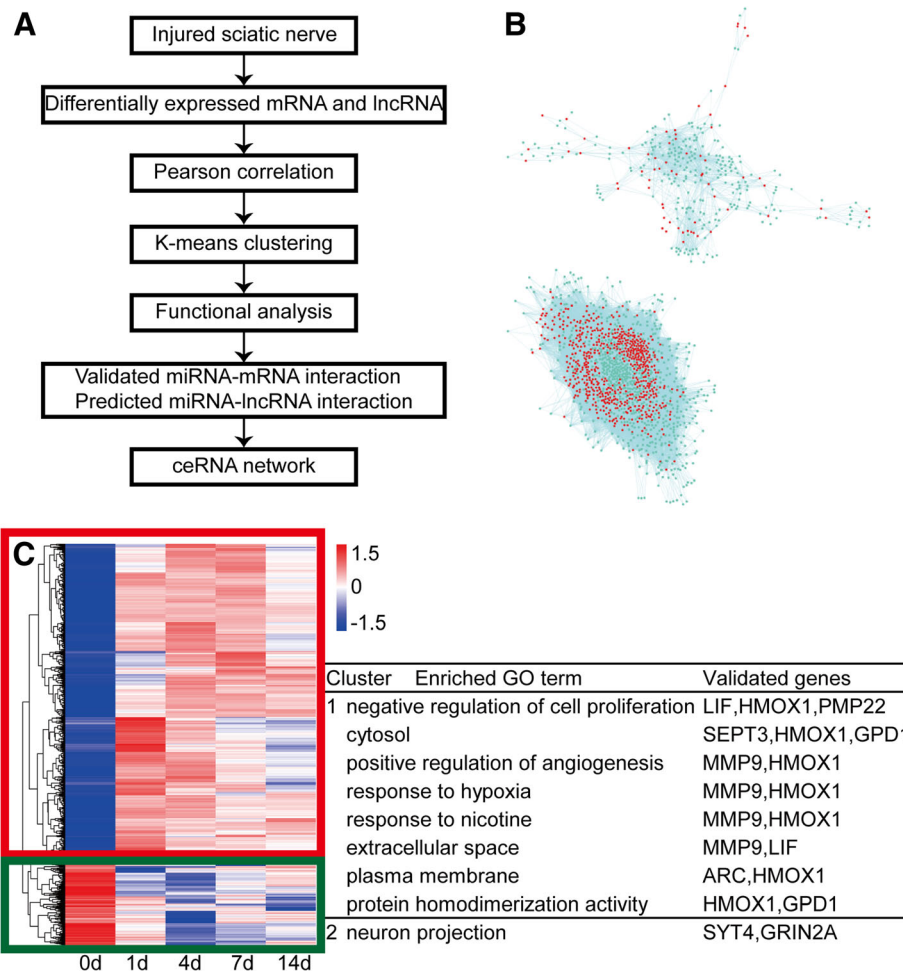 A
Injured sciatic nerve
Differentially expressed mRNA and lncRNA
Pearson correlation
K-means clustering
Functional analysis
Validated miRNA-mRNA interaction
Predicted miRNA-lncRNA interaction
ceRNA network
B
C
1.5
0
-1.5
0d 1d 4d 7d 14d
Cluster Enriched GO term Validated genes
1 negative regulation of cell proliferation LIF,HMOX1,PMP22
cytosol SEPT3,HMOX1,GPD1
positive regulation of angiogenesis MMP9,HMOX1
response to hypoxia MMP9,HMOX1
response to nicotine MMP9,HMOX1
extracellular space MMP9,LIF
plasma membrane ARC,HMOX1
protein homodimerization activity HMOX1,GPD1
2 neuron projection SYT4,GRIN2A